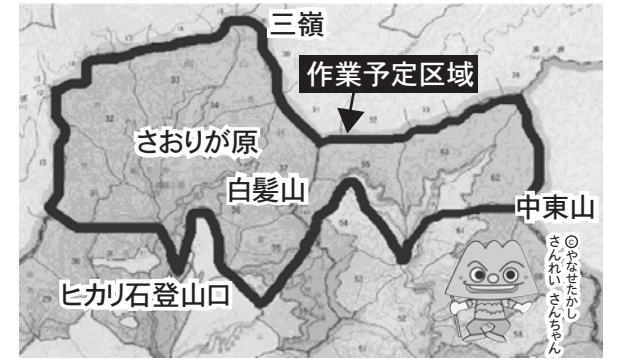 三嶺
作業予定区域
さおりが原
白髪山
中東山
ヒカリ石登山口
©やなせたかし
さんれい さんちゃん